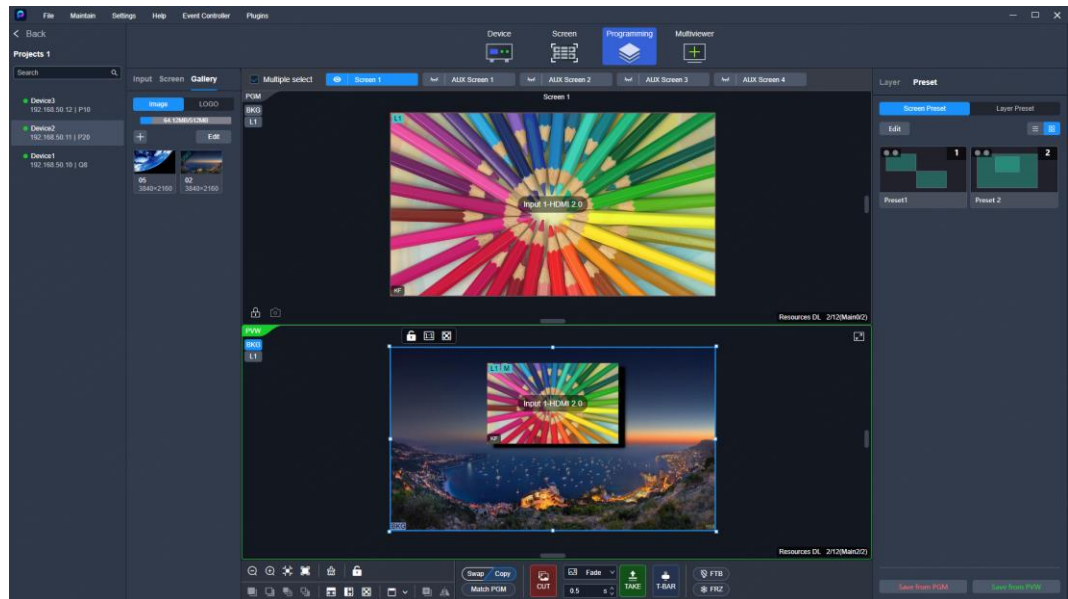 File Maintain Settings Help Event Controller Plugins
Back
Device Screen Programming Multiviewer
Projects 1
Search
Device3
192.168.50.12 | P10
Device2
192.168.50.11 | P20
Device1
192.168.50.10 | Q8
Input Screen Gallery
Image LOGO
64.12MB/512MB
Edit
05
3840×2160
02
3840×2160
Multiple select Screen 1 AUX Screen 1 AUX Screen 2 AUX Screen 3 AUX Screen 4
PGM
Screen 1
BKG
L1
L1
Input 1-HDMI 2.0
KF
Resources DL 2/12(Main0/2)
PVW
BKG
L1
L1 M
Input 1-HDMI 2.0
KF
BKG
Resources DL 2/12(Main2/2)
Swap Copy
Match PGM
CUT
Fade
0.5 s
TAKE
T-BAR
FTB
FRZ
Layer Preset
Screen Preset Layer Preset
Edit
1
Preset1
2
Preset 2
Save from PGM Save from PVW